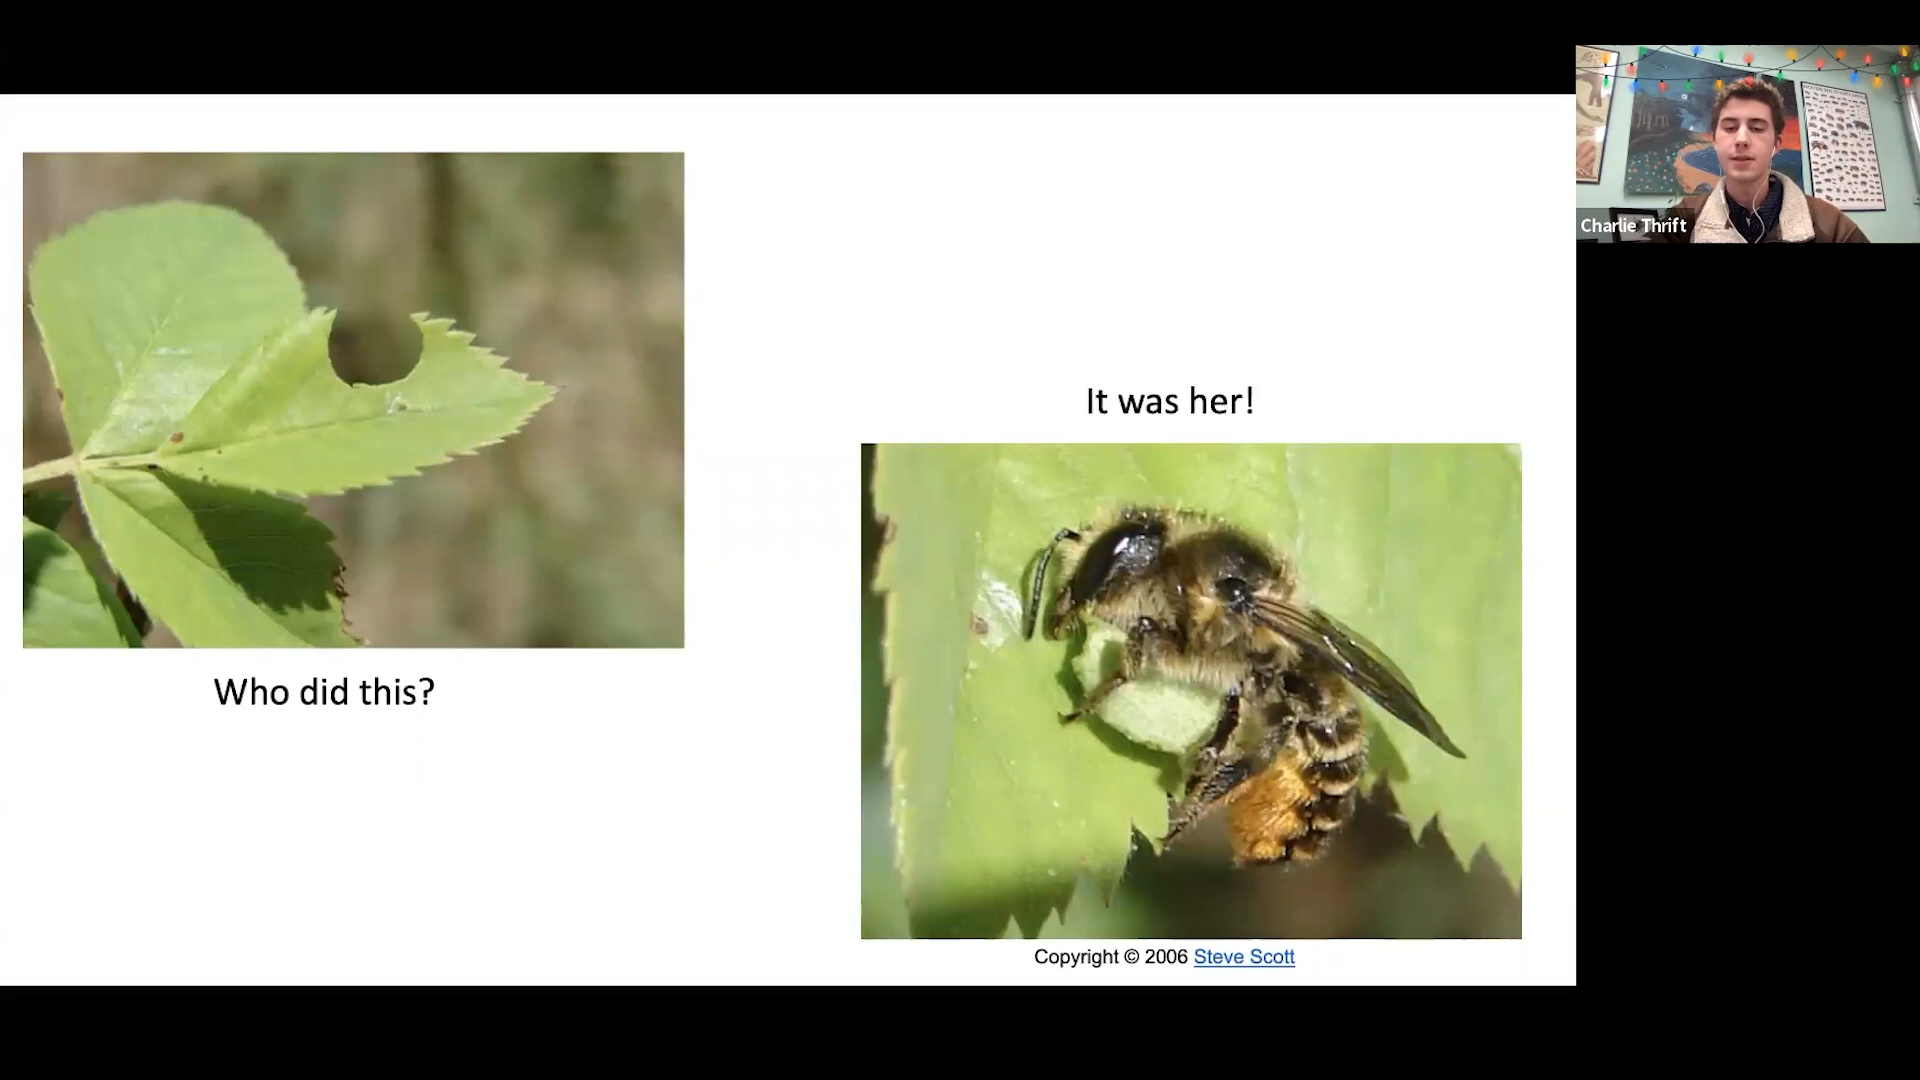 Charlie Thrift
It was her!
Who did this?
Copyright © 2006 Steve Scott